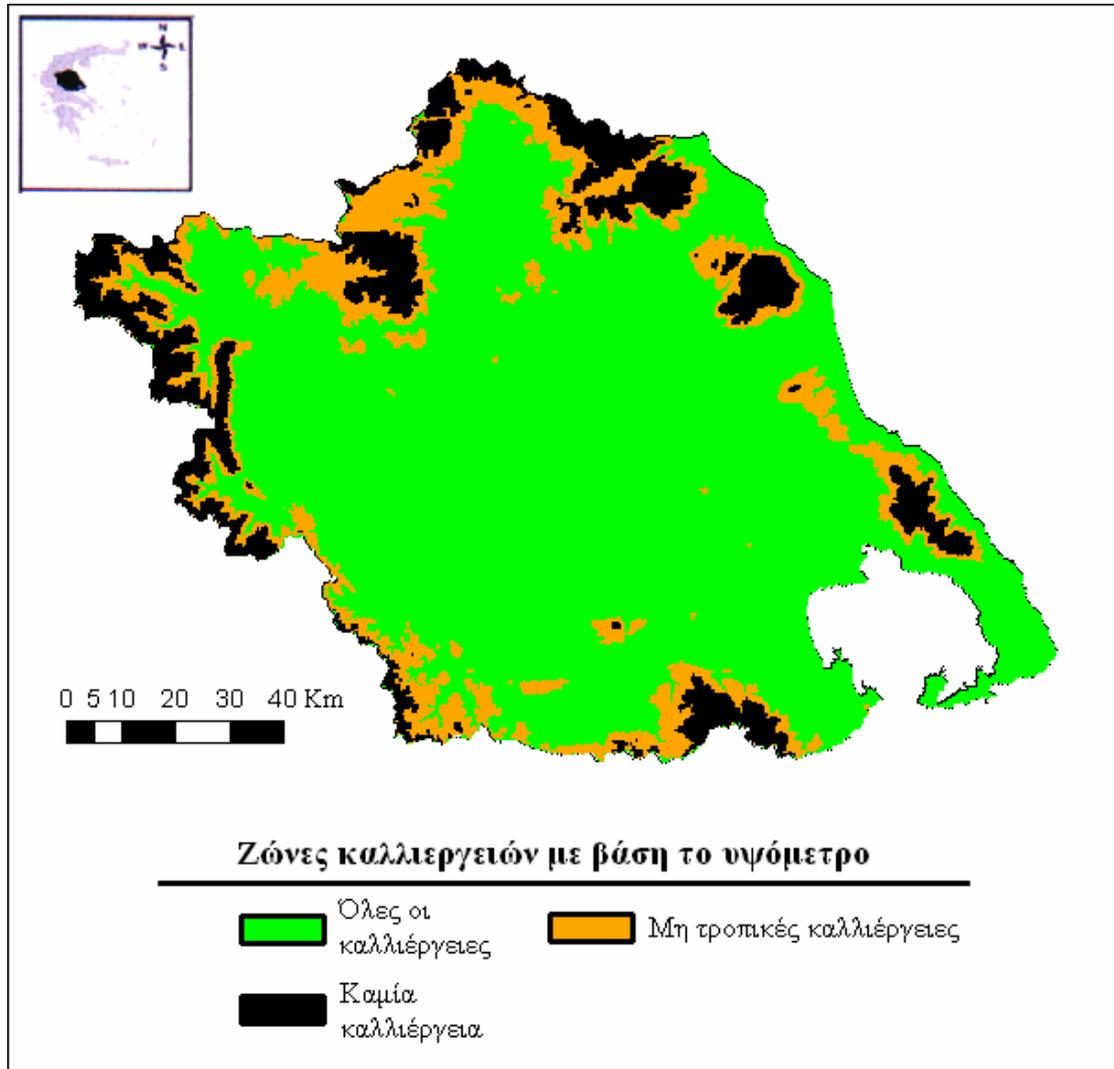 N
S
0 5 10 20 30 40 Km
Ζώνες καλλιεργειών με βάση το υψόμετρο
Όλες οι
καλλιέργειες
Μη τροπικές καλλιέργειες
Καμία
καλλιέργεια